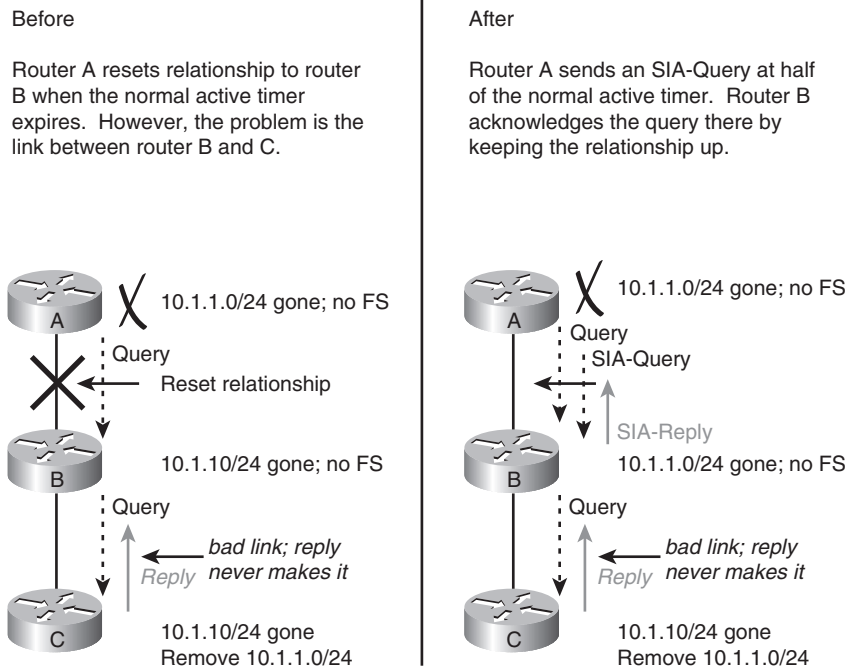 Before
Router A resets relationship to router
B when the normal active timer
expires. However, the problem is the
link between router B and C.
A
10.1.1.0/24 gone; no FS
Query
Reset relationship
B
10.1.10/24 gone; no FS
Query
bad link; reply
never makes it
Reply
C
10.1.10/24 gone
Remove 10.1.1.0/24
After
Router A sends an SIA-Query at half
of the normal active timer. Router B
acknowledges the query there by
keeping the relationship up.
A
10.1.1.0/24 gone; no FS
Query
SIA-Query
SIA-Reply
B
10.1.1.0/24 gone; no FS
Query
bad link; reply
never makes it
Reply
C
10.1.10/24 gone
Remove 10.1.1.0/24